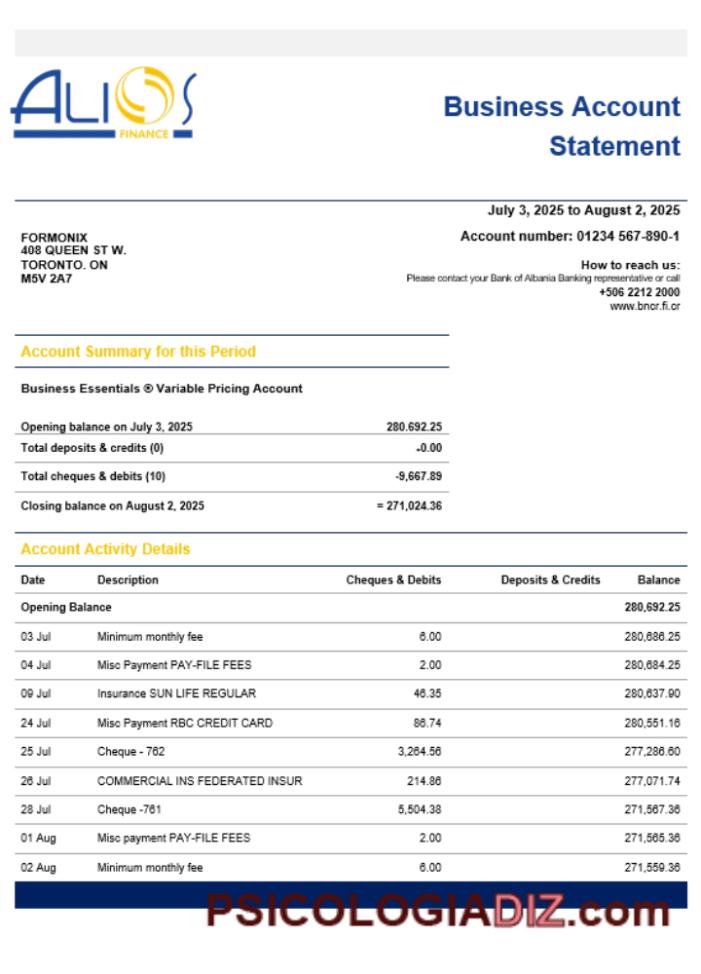 ALIOS
FINANCE
Business Account
Statement
July 3, 2025 to August 2, 2025
FORMONIX
408 QUEEN ST W.
TORONTO. ON
M5V 2A7
Account number: 01234 567-890-1
How to reach us:
Please contact your Bank of Albania Banking representative or call
+506 2212 2000
www.bncr.fi.cr
Account Summary for this Period
Business Essentials ® Variable Pricing Account
Opening balance on July 3, 2025 280.692.25
Total deposits & credits (0) -0.00
Total cheques & debits (10) -9,667.89
Closing balance on August 2, 2025 = 271,024.36
Account Activity Details
Date Description Cheques & Debits Deposits & Credits Balance
Opening Balance 280,692.25
03 Jul Minimum monthly fee 6.00 280,686.25
04 Jul Misc Payment PAY-FILE FEES 2.00 280,684.25
09 Jul Insurance SUN LIFE REGULAR 46.35 280,637.90
24 Jul Misc Payment RBC CREDIT CARD 86.74 280,551.16
25 Jul Cheque - 762 3,264.56 277,286.60
26 Jul COMMERCIAL INS FEDERATED INSUR 214.86 277,071.74
28 Jul Cheque -761 5,504.38 271,567.36
01 Aug Misc payment PAY-FILE FEES 2.00 271,565.36
02 Aug Minimum monthly fee 6.00 271,559.36
PSICOLOGIADIZ.com